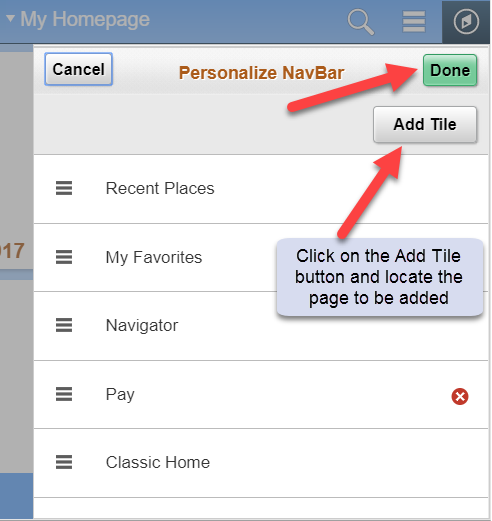 My Homepage
Cancel
Personalize NavBar
Done
Add Tile
Recent Places
017
My Favorites
Click on the Add Tile
button and locate the
page to be added
Navigator
Pay
Classic Home